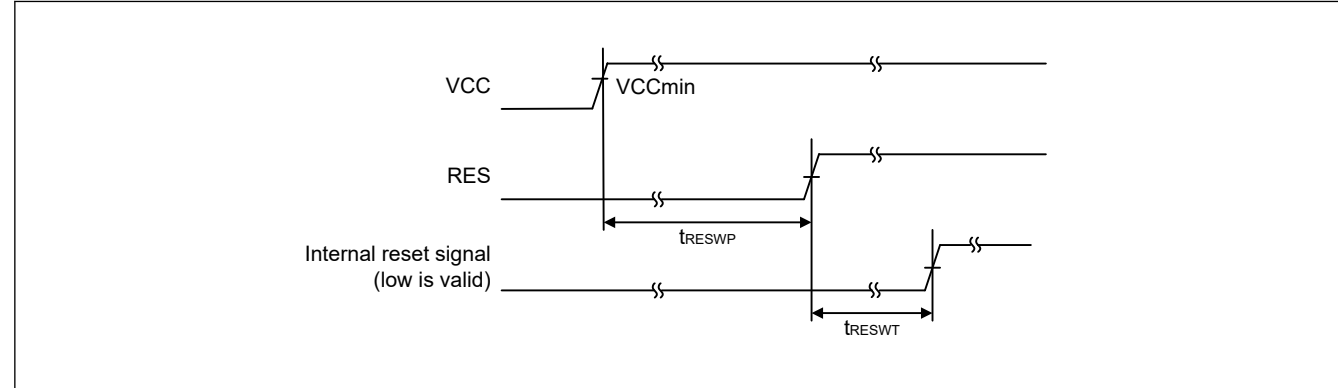 VCC
VCCmin
RES
tRESWP
Internal reset signal
(low is valid)
tRESWT